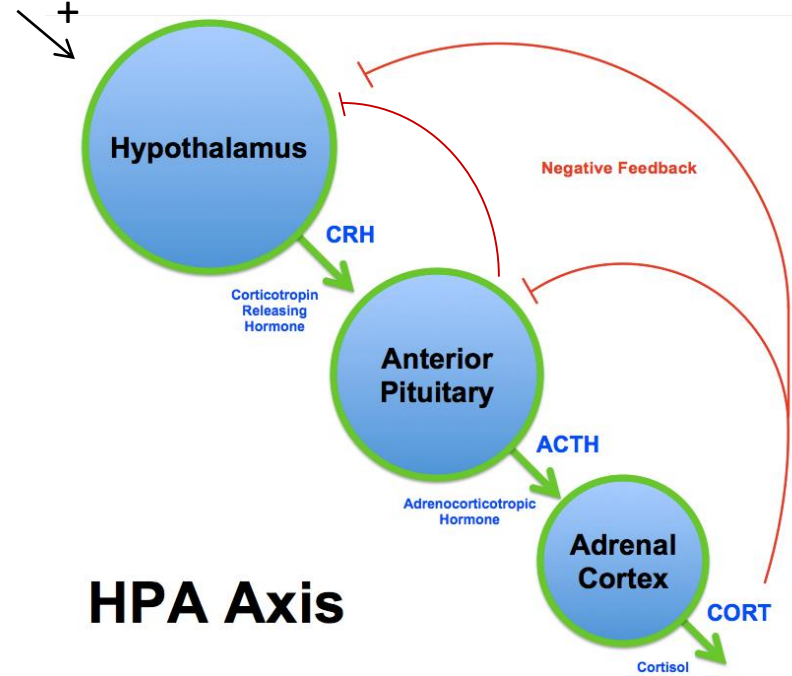 +
Hypothalamus
Negative Feedback
CRH
Corticotropin
Releasing
Hormone
Anterior
Pituitary
ACTH
Adrenocorticotropic
Hormone
Adrenal
Cortex
HPA Axis
CORT
Cortisol